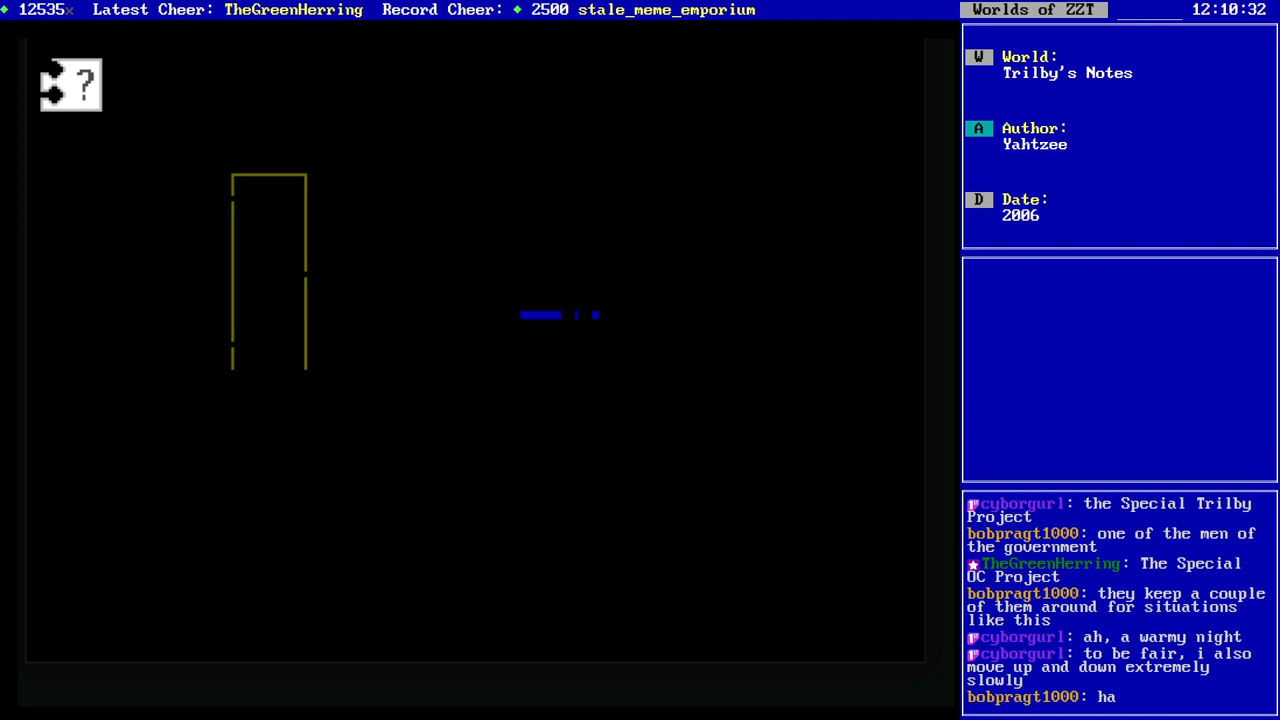 ♦ 12535x Latest Cheer: TheGreenHerring Record Cheer: ♦ 2500 stale_meme_emporium
Worlds of ZZT
12:10:32
?
W World:
Trilby's Notes
A Author:
Yahtzee
D Date:
2006
cyborgurl: the Special Trilby
Project
bobpragt1000: one of the men of
the government
TheGreenHerring: The Special
OC Project
bobpragt1000: they keep a couple
of them around for situations
like this
cyborgurl: ah, a warmy night
cyborgurl: to be fair, i also
move up and down extremely
slowly
bobpragt1000: ha